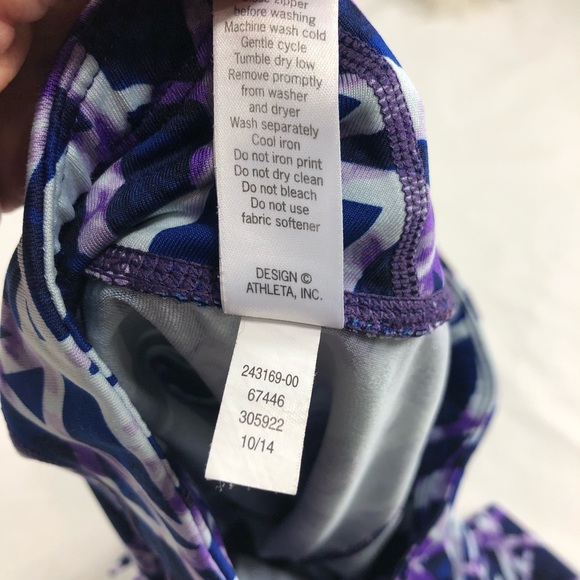 zipper
before washing
Machine wash cold
Gentle cycle
Tumble dry low
Remove promptly
from washer
and dryer
Wash separately
Cool iron
Do not iron print
Do not dry clean
Do not bleach
Do not use
fabric softener
DESIGN ©
ATHLETA, INC.
243169-00
67446
305922
10/14